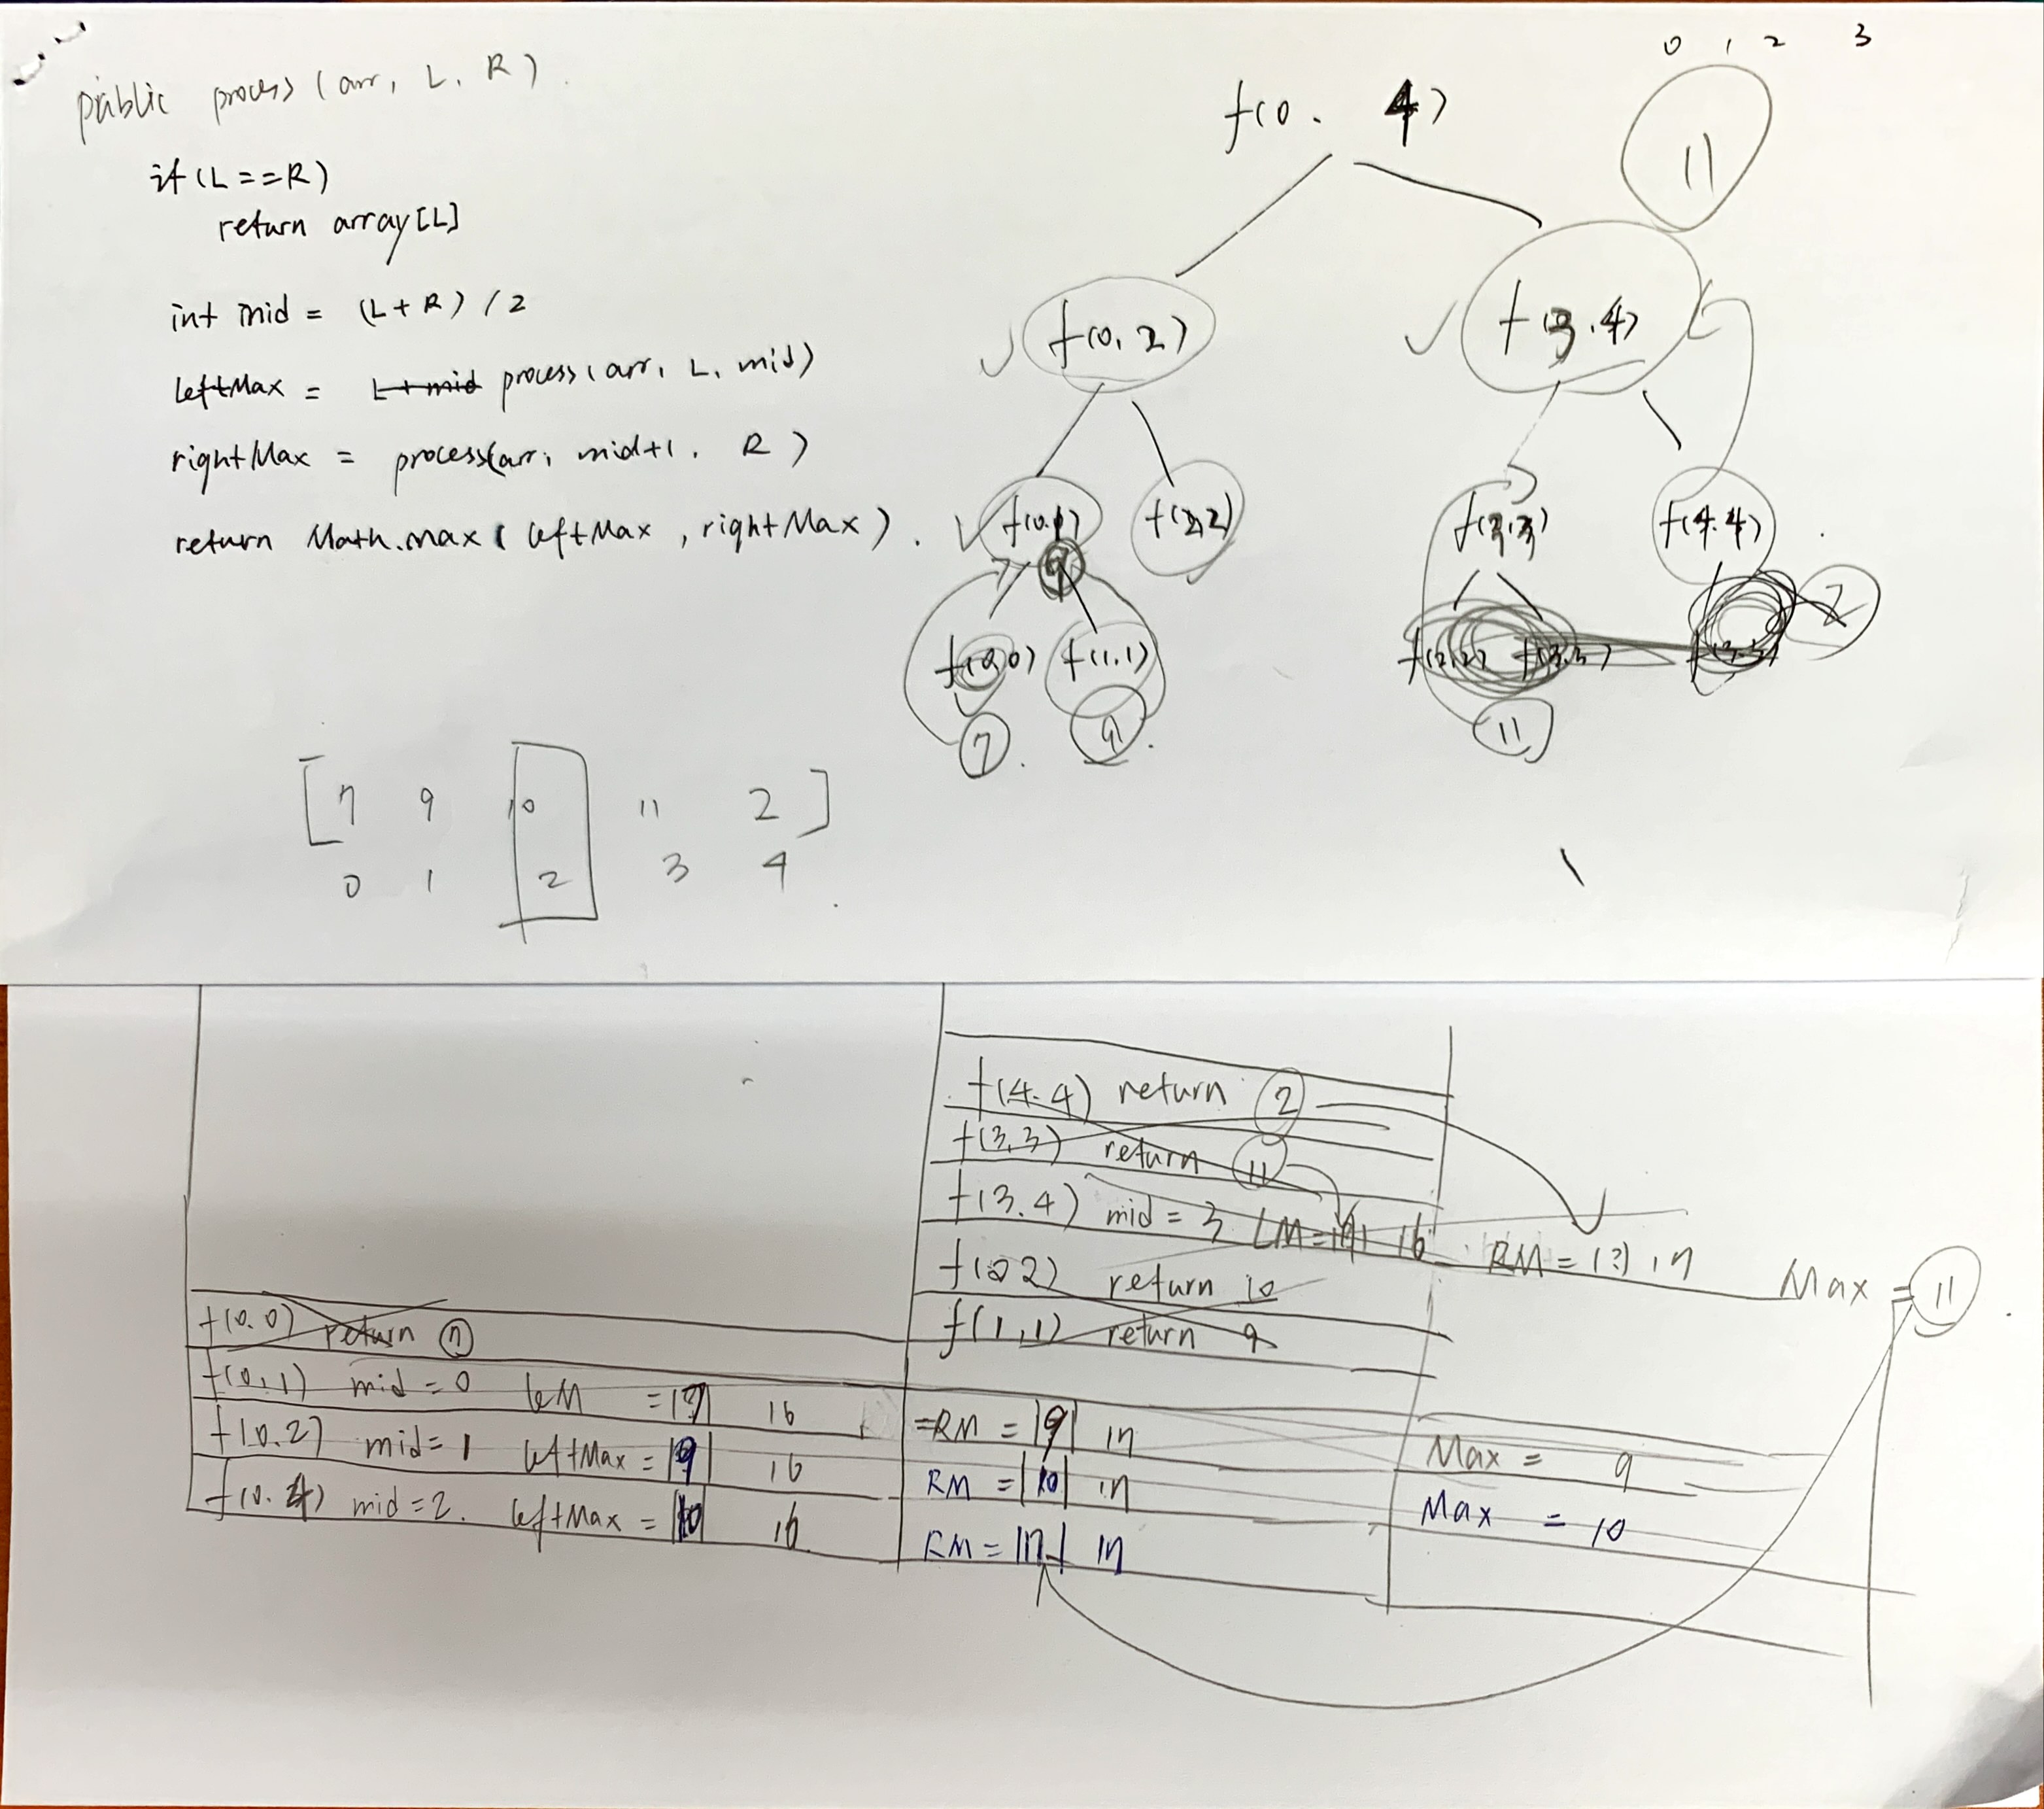 public process (arr, L, R)
if (L==R)
return array[L]
int mid = (L+R) /2
leftMax = L+mid process (arr, L, mid)
rightMax = process(arr, mid+1, R)
return Math.max ( leftMax , rightMax ) .
[ 7 9 10 11 2 ]
0 1 2 3 4
0 1 2 3
f(0. 4)
11
f(0, 2) f(3.4)
f(0.1) f(2,2) f(3,3) f(4.4)
9
f(0,0) f(1,1) f(2,2) f(3,3) f(3,3) 2
7 9 11
f(4.4) return 2
f(3,3) return 11
f(3.4) mid = 3 LM= 16 RM = 17 Max = 11
f(2 2) return 10
f(1,1) return 9
f(0.0) return 7
f(0,1) mid = 0 leM = 7 16 =RM = 9 17 Max = 9
f(0.2) mid= 1 leftMax = 9 16 RM = 10 17 Max = 10
f(0.4) mid=2. leftMax = 10 16 RM = 17